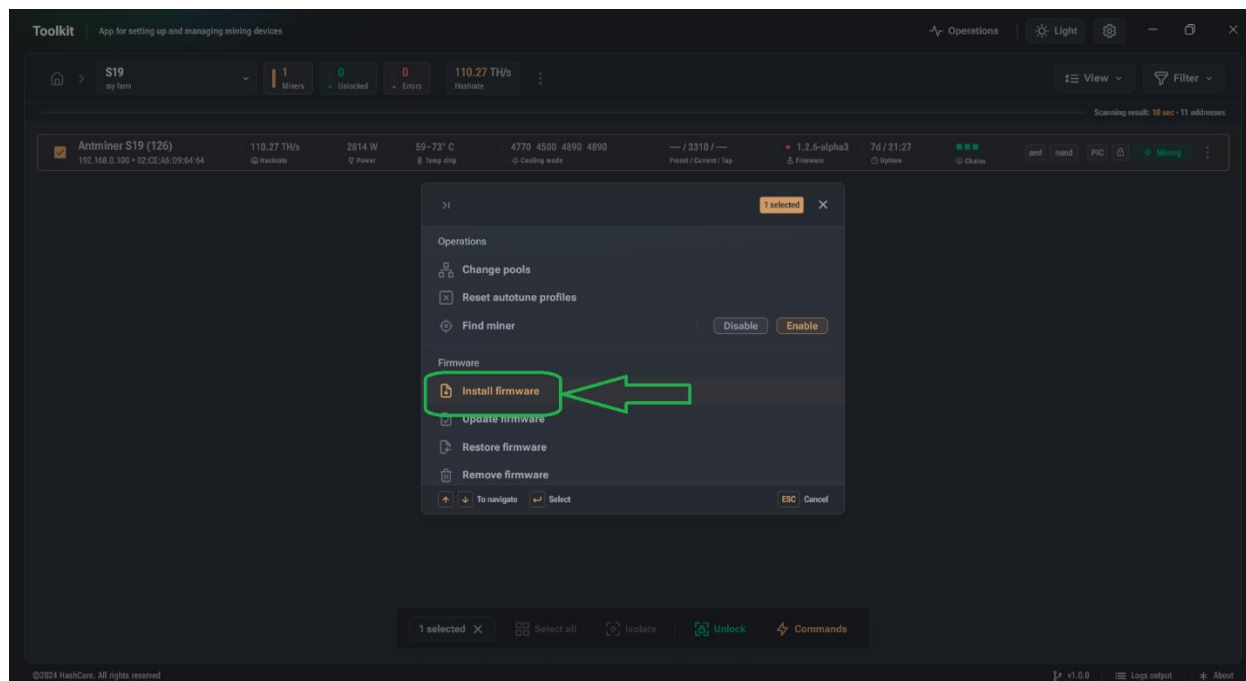 Toolkit App for setting up and managing mining devices Operations Light
S19 1 0 0 110.27 TH/s View Filter
my farm Miners Unlocked Errors Hashrate
Scanning result: 10 sec - 11 addresses
Antminer S19 (126) 110.27 TH/s 2814 W 59-73° C 4770 4500 4890 4890 — / 3310 / — 1.2.6-alpha3 7d / 21:27 aml nand PIC Mining
192.168.0.100 • 02:CE:A6:D9:64:64 Hashrate Power Temp chip Cooling mode Preset / Current / Tap Firmware Uptime Chains
1 selected
Operations
Change pools
Reset autotune profiles
Find miner Disable Enable
Firmware
Install firmware
Update firmware
Restore firmware
Remove firmware
To navigate Select ESC Cancel
1 selected Select all Isolate Unlock Commands
©2024 HashCore. All rights reserved v1.0.0 Logs output About